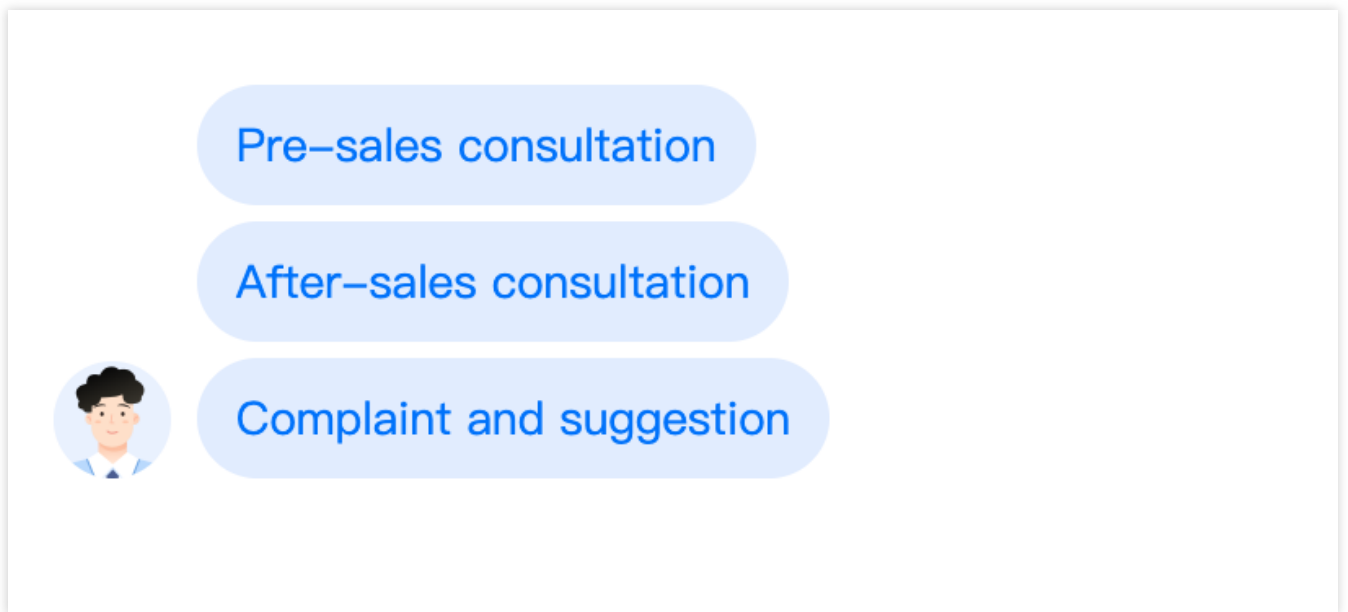 Pre–sales consultation
After–sales consultation
Complaint and suggestion